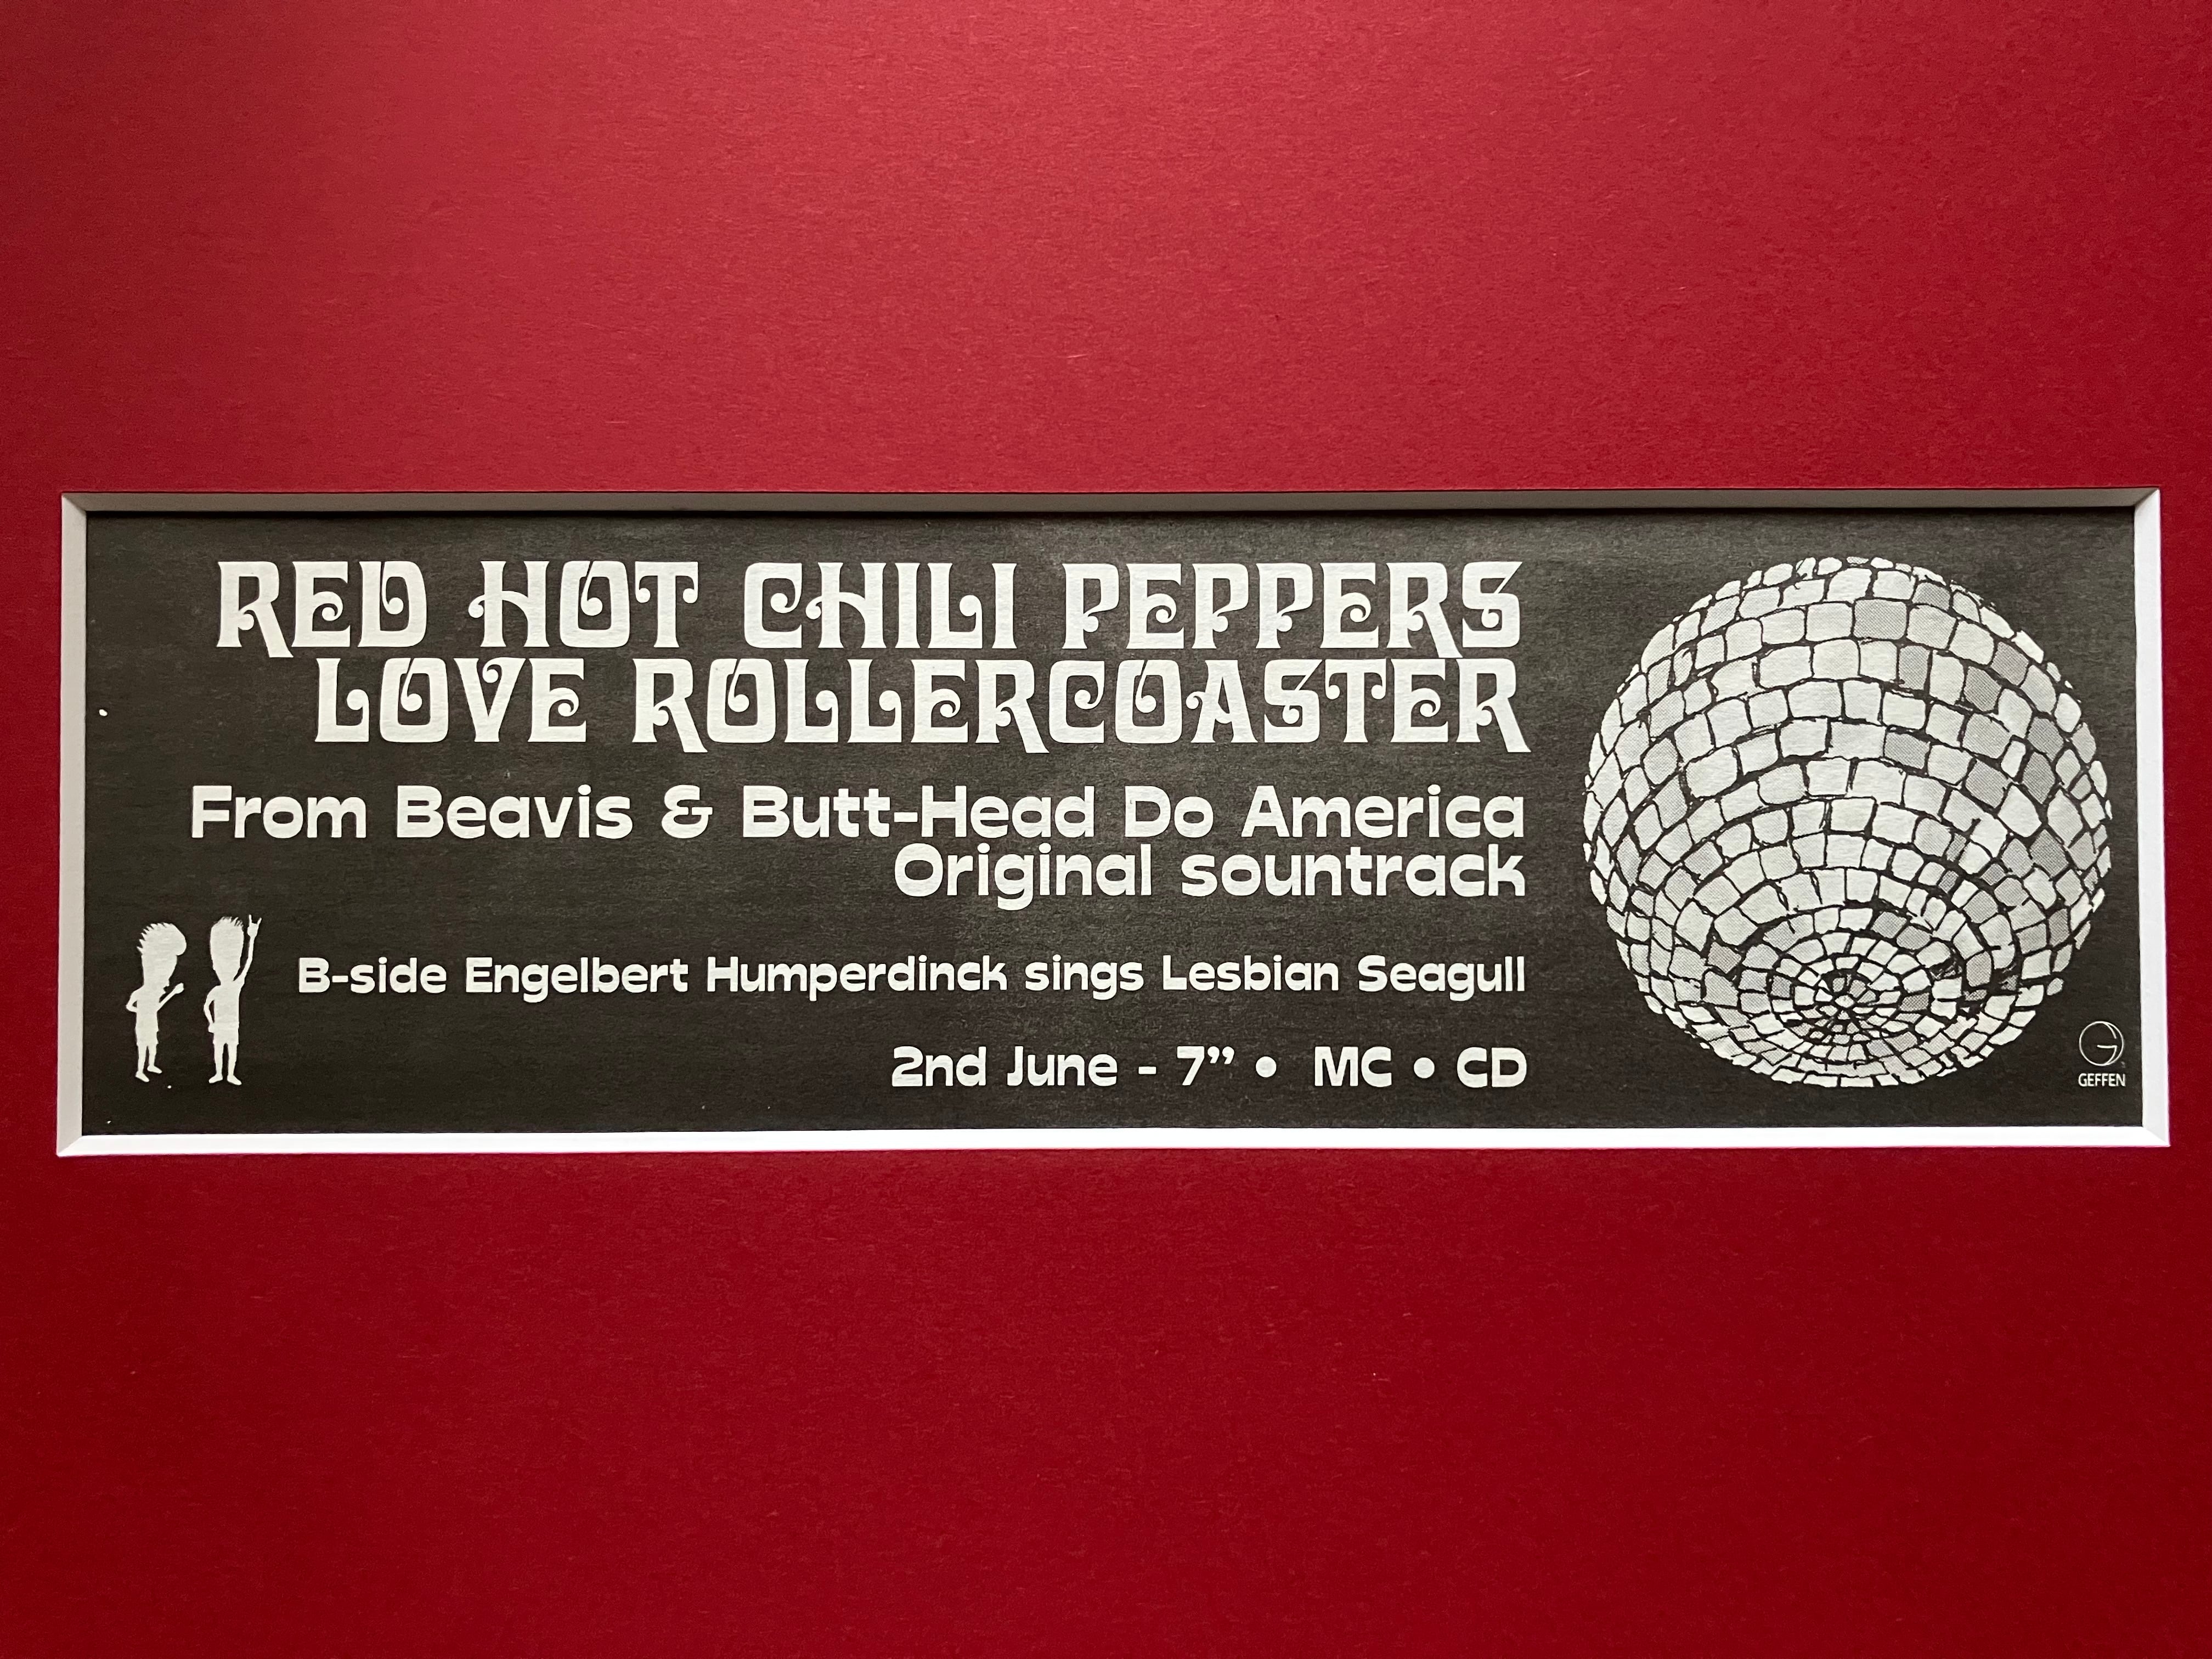 RED HOT CHILI PEPPERS
LOVE ROLLERCOASTER
From Beavis & Butt-Head Do America
Original sountrack
B-side Engelbert Humperdinck sings Lesbian Seagull
2nd June - 7” • MC • CD
GEFFEN